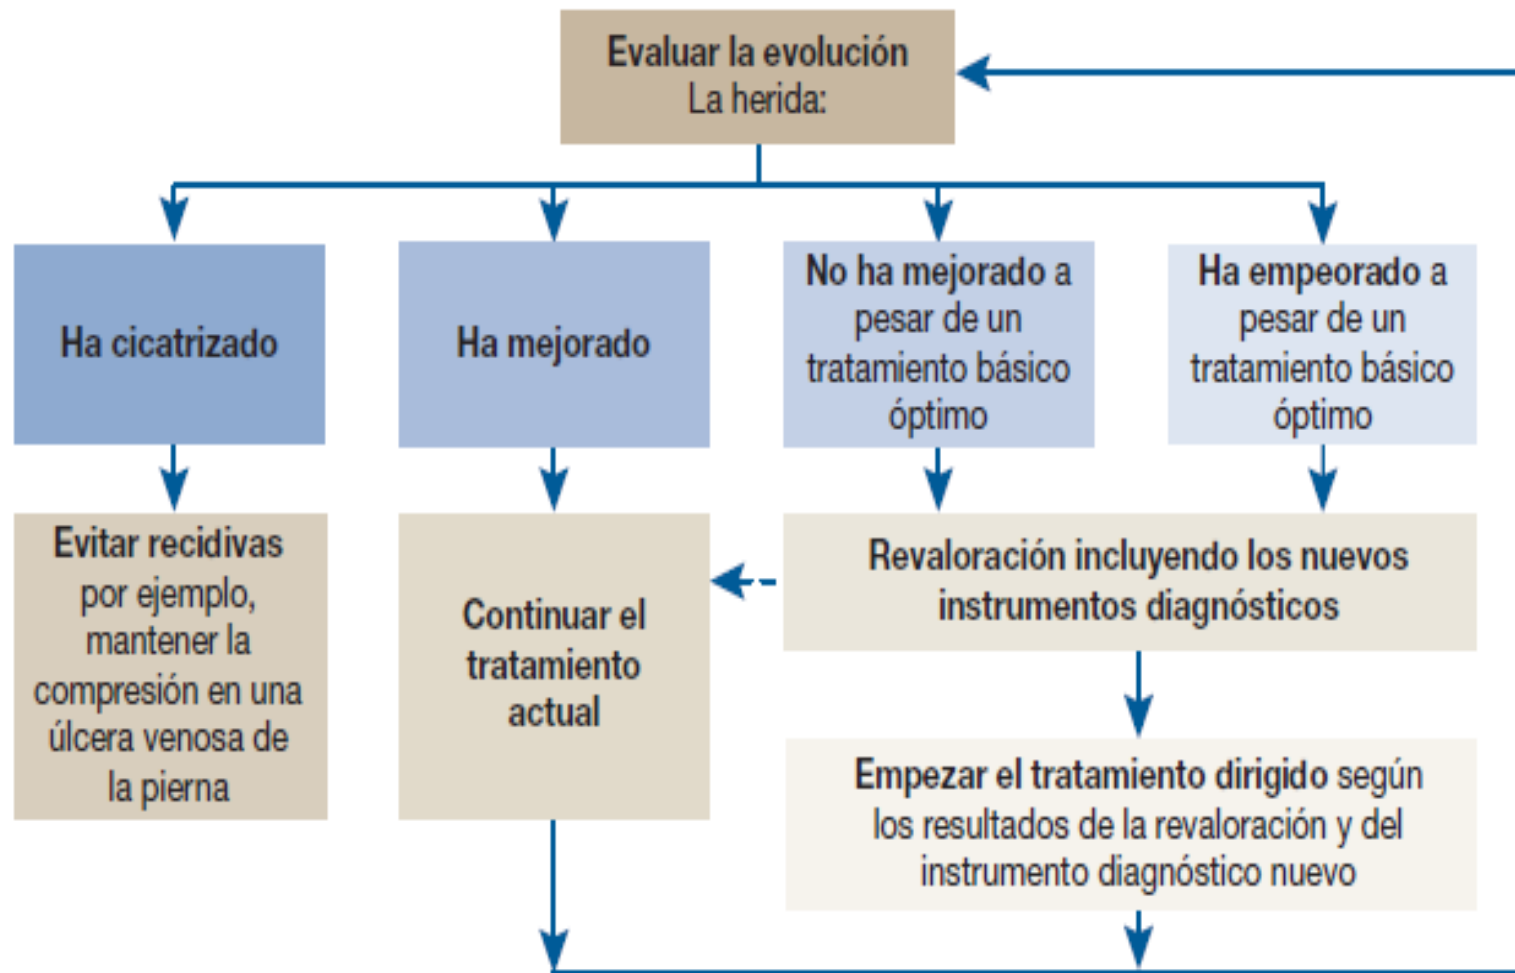 Evaluar la evolución
La herida:
Ha cicatrizado
Ha mejorado
No ha mejorado a
pesar de un
tratamiento básico
óptimo
Ha empeorado a
pesar de un
tratamiento básico
óptimo
Evitar recidivas
por ejemplo,
mantener la
compresión en una
úlcera venosa de
la pierna
Continuar el
tratamiento
actual
Revaloración incluyendo los nuevos
instrumentos diagnósticos
Empezar el tratamiento dirigido según
los resultados de la revaloración y del
instrumento diagnóstico nuevo